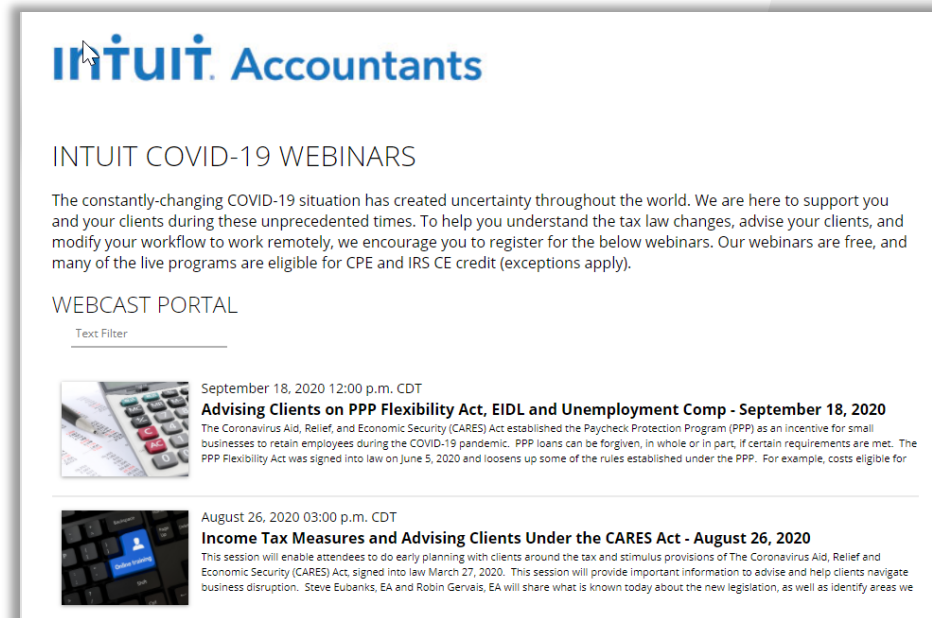 INTUIT. Accountants
INTUIT COVID-19 WEBINARS
The constantly-changing COVID-19 situation has created uncertainty throughout the world. We are here to support you
and your clients during these unprecedented times. To help you understand the tax law changes, advise your clients, and
modify your workflow to work remotely, we encourage you to register for the below webinars. Our webinars are free, and
many of the live programs are eligible for CPE and IRS CE credit (exceptions apply).
WEBCAST PORTAL
Text Filter
September 18, 2020 12:00 p.m. CDT
Advising Clients on PPP Flexibility Act, EIDL and Unemployment Comp - September 18, 2020
The Coronavirus Aid, Relief, and Economic Security (CARES) Act established the Paycheck Protection Program (PPP) as an incentive for small
businesses to retain employees during the COVID-19 pandemic. PPP loans can be forgiven, in whole or in part, if certain requirements are met. The
PPP Flexibility Act was signed into law on June 5, 2020 and loosens up some of the rules established under the PPP. For example, costs eligible for
August 26, 2020 03:00 p.m. CDT
Income Tax Measures and Advising Clients Under the CARES Act - August 26, 2020
This session will enable attendees to do early planning with clients around the tax and stimulus provisions of The Coronavirus Aid, Relief and
Economic Security (CARES) Act, signed into law March 27, 2020. This session will provide important information to advise and help clients navigate
business disruption. Steve Eubanks, EA and Robin Gervais, EA will share what is known today about the new legislation, as well as identify areas we
Online training